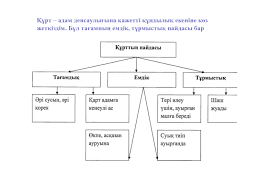 Құрт – адам денсаулығына қажетті құндылық екеніне көз
жеткіздім. Бұл тағамның емдік, тұрмыстық пайдасы бар
Құрттың пайдасы
Тағамдық
Емдік
Тұрмыстық
Әрі сусын, әрі
қорек
Қарт адамға
кемеулі ас
Тері илеу
үшін, ауырған
малға береді
Шаш
жуады
Өкпе, асқазан
ауруына
Суық тиіп
ауырғанда